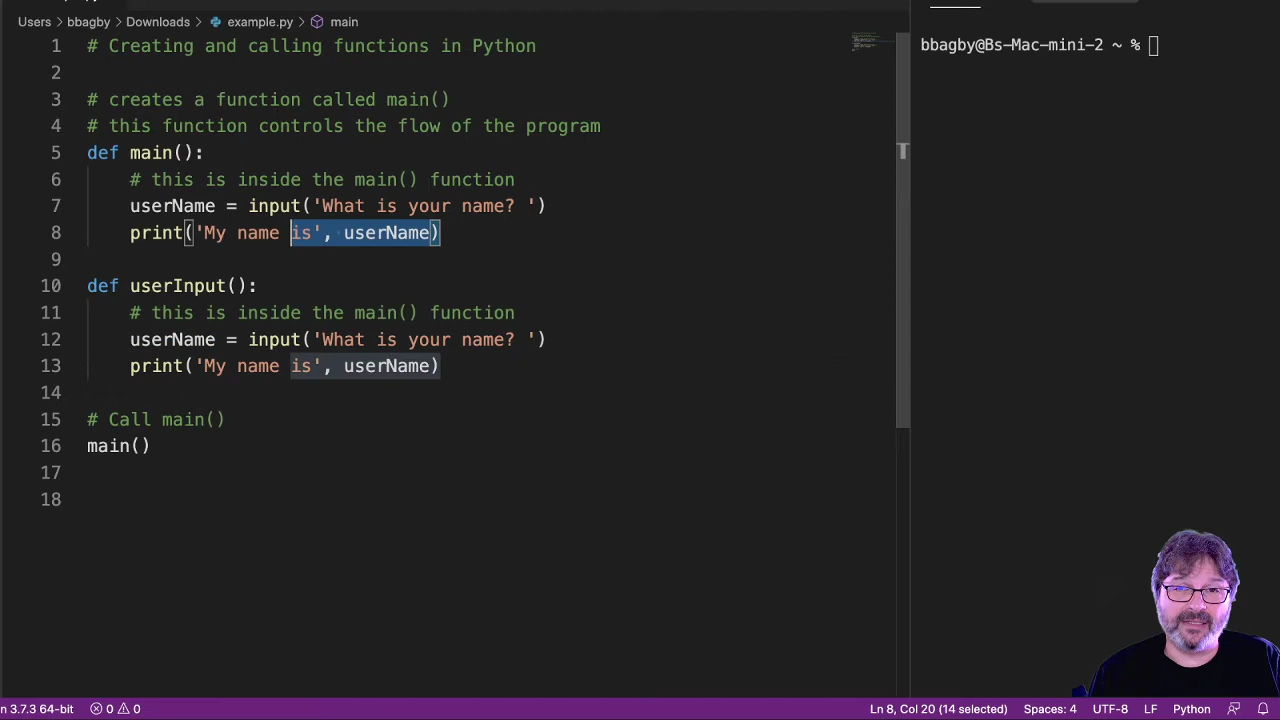 Users > bbagby > Downloads > example.py > main
1 # Creating and calling functions in Python
2
3 # creates a function called main()
4 # this function controls the flow of the program
5 def main():
6 # this is inside the main() function
7 userName = input('What is your name? ')
8 print('My name is', userName)
9
10 def userInput():
11 # this is inside the main() function
12 userName = input('What is your name? ')
13 print('My name is', userName)
14
15 # Call main()
16 main()
17
18
bbagby@Bs-Mac-mini-2 ~ %
n 3.7.3 64-bit 0 0 Ln 8, Col 20 (14 selected) Spaces: 4 UTF-8 LF Python